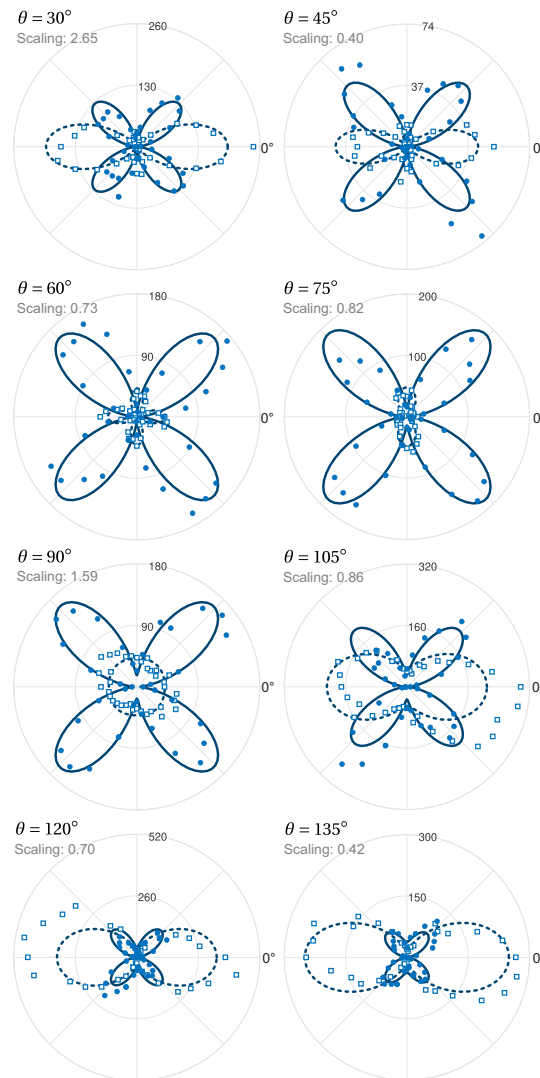 θ = 30°
Scaling: 2.65
260
130
0°
θ = 45°
Scaling: 0.40
74
37
0
θ = 60°
Scaling: 0.73
180
90
0°
θ = 75°
Scaling: 0.82
200
100
0
θ = 90°
Scaling: 1.59
180
90
0°
θ = 105°
Scaling: 0.86
320
160
0
θ = 120°
Scaling: 0.70
520
260
0°
θ = 135°
Scaling: 0.42
300
150
0